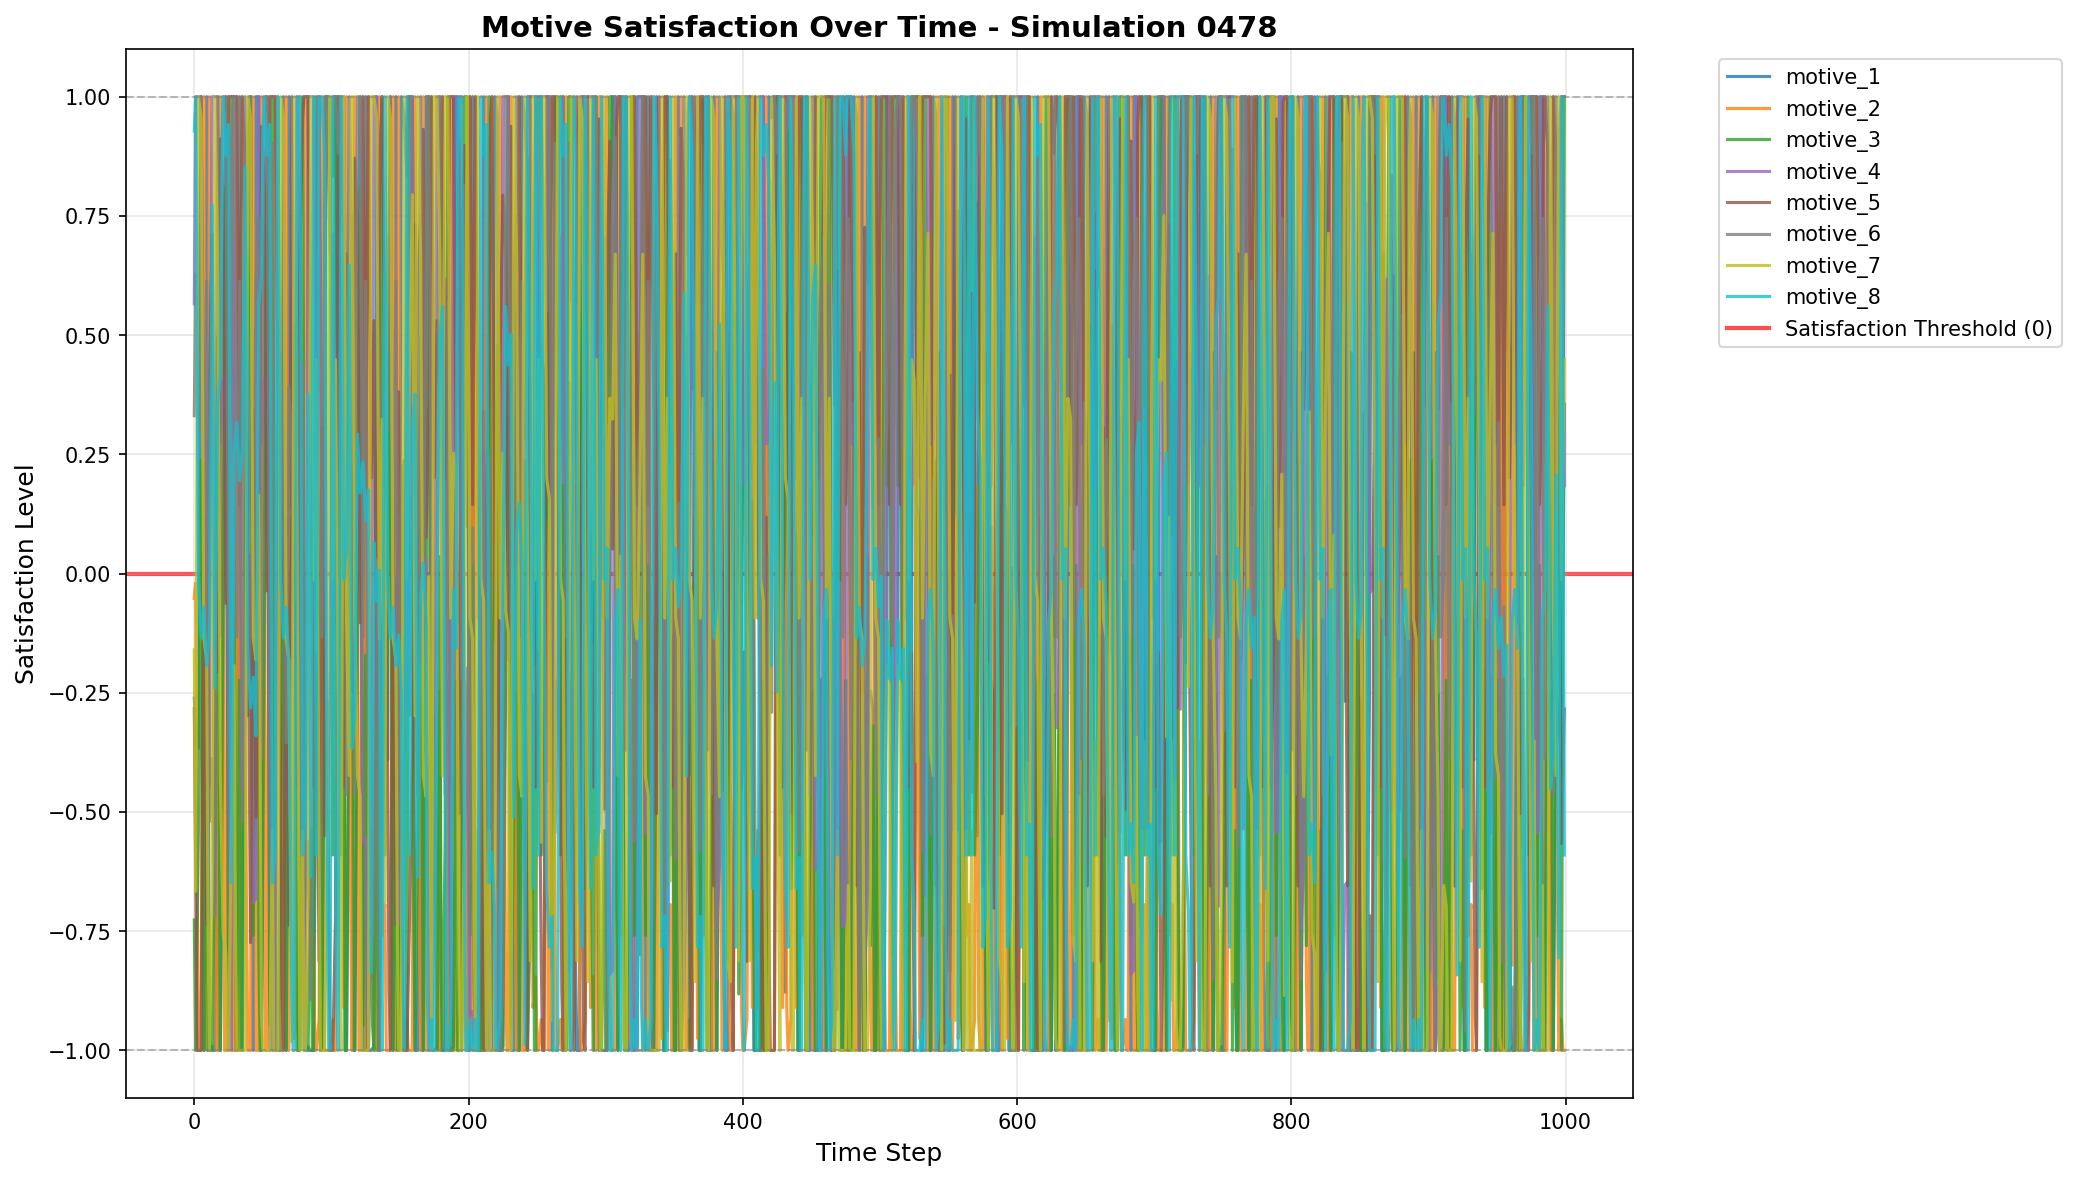 Motive Satisfaction Over Time - Simulation 0478
1.00
0.75
0.50
0.25
0.00
−0.25
−0.50
−0.75
−1.00
Satisfaction Level
0
200
400
600
800
1000
Time Step
motive_1
motive_2
motive_3
motive_4
motive_5
motive_6
motive_7
motive_8
Satisfaction Threshold (0)